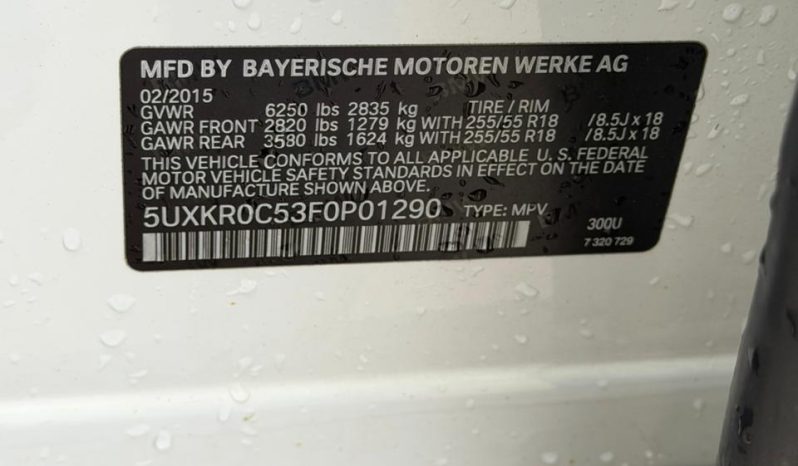 MFD BY BAYERISCHE MOTOREN WERKE AG
02/2015
GVWR 6250 lbs 2835 kg TIRE / RIM
GAWR FRONT 2820 lbs 1279 kg WITH 255/55 R18 /8.5J x 18
GAWR REAR 3580 lbs 1624 kg WITH 255/55 R18 /8.5J x 18
THIS VEHICLE CONFORMS TO ALL APPLICABLE U.S. FEDERAL
MOTOR VEHICLE SAFETY STANDARDS IN EFFECT ON THE DATE
OF MANUFACTURE SHOWN ABOVE.
5UXKR0C53F0P01290 TYPE: MPV 300U
7 320 729